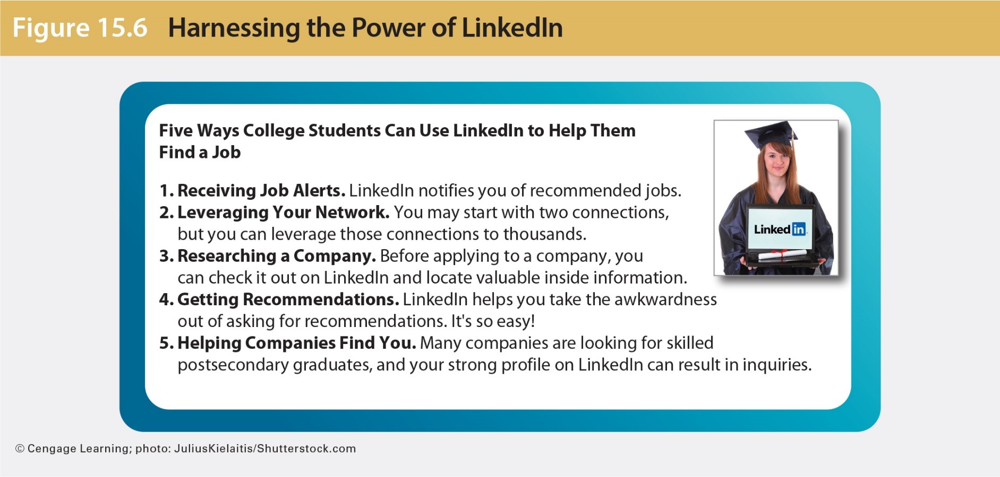 Figure 15.6 Harnessing the Power of LinkedIn
Five Ways College Students Can Use LinkedIn to Help Them
Find a Job
1. Receiving Job Alerts. LinkedIn notifies you of recommended jobs.
2. Leveraging Your Network. You may start with two connections,
but you can leverage those connections to thousands.
3. Researching a Company. Before applying to a company, you
can check it out on LinkedIn and locate valuable inside information.
4. Getting Recommendations. LinkedIn helps you take the awkwardness
out of asking for recommendations. It's so easy!
5. Helping Companies Find You. Many companies are looking for skilled
postsecondary graduates, and your strong profile on LinkedIn can result in inquiries.
Linked in
© Cengage Learning; photo: JuliusKielaitis/Shutterstock.com